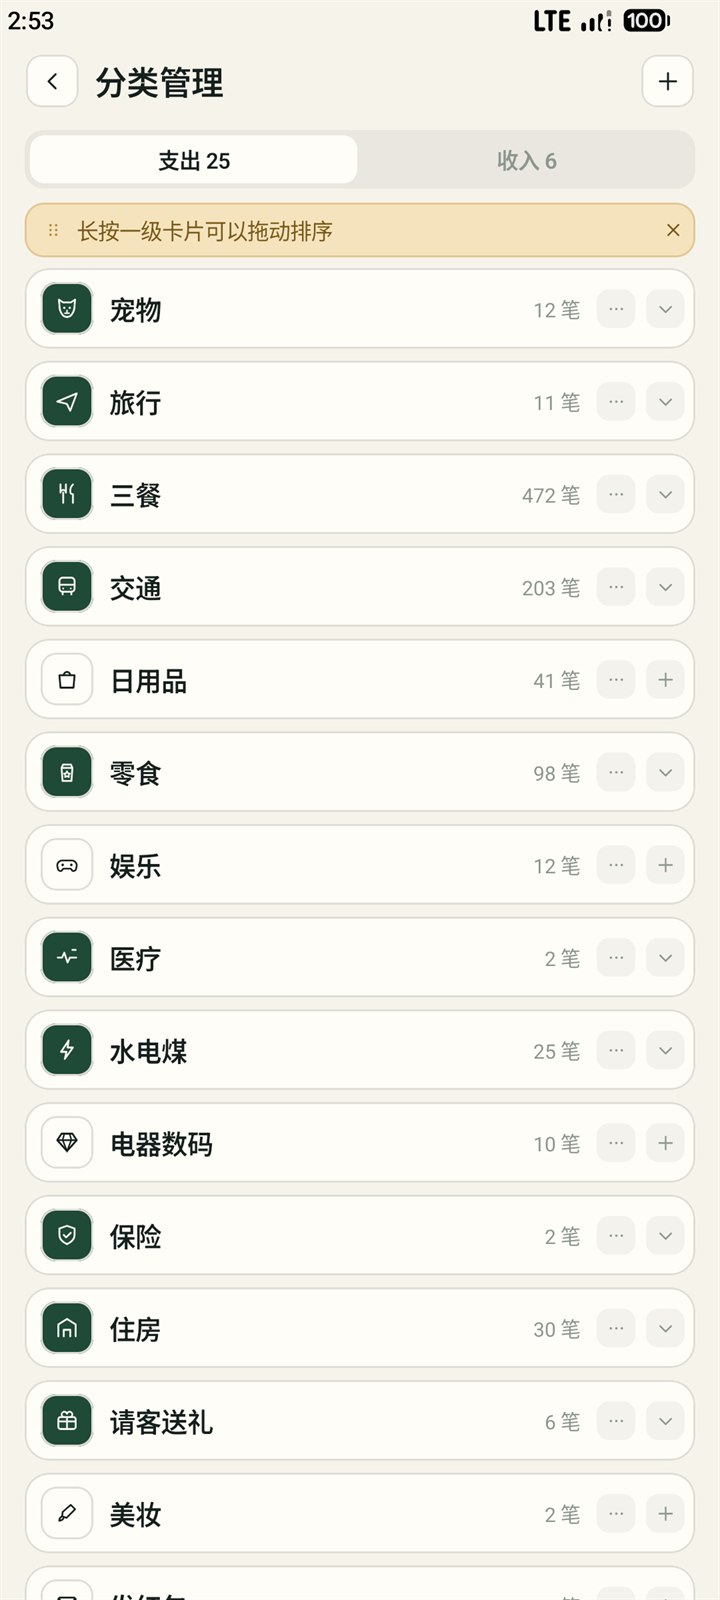 2:53 LTE 100
分类管理
支出 25 收入 6
长按一级卡片可以拖动排序
宠物 12 笔
旅行 11 笔
三餐 472 笔
交通 203 笔
日用品 41 笔
零食 98 笔
娱乐 12 笔
医疗 2 笔
水电煤 25 笔
电器数码 10 笔
保险 2 笔
住房 30 笔
请客送礼 6 笔
美妆 2 笔